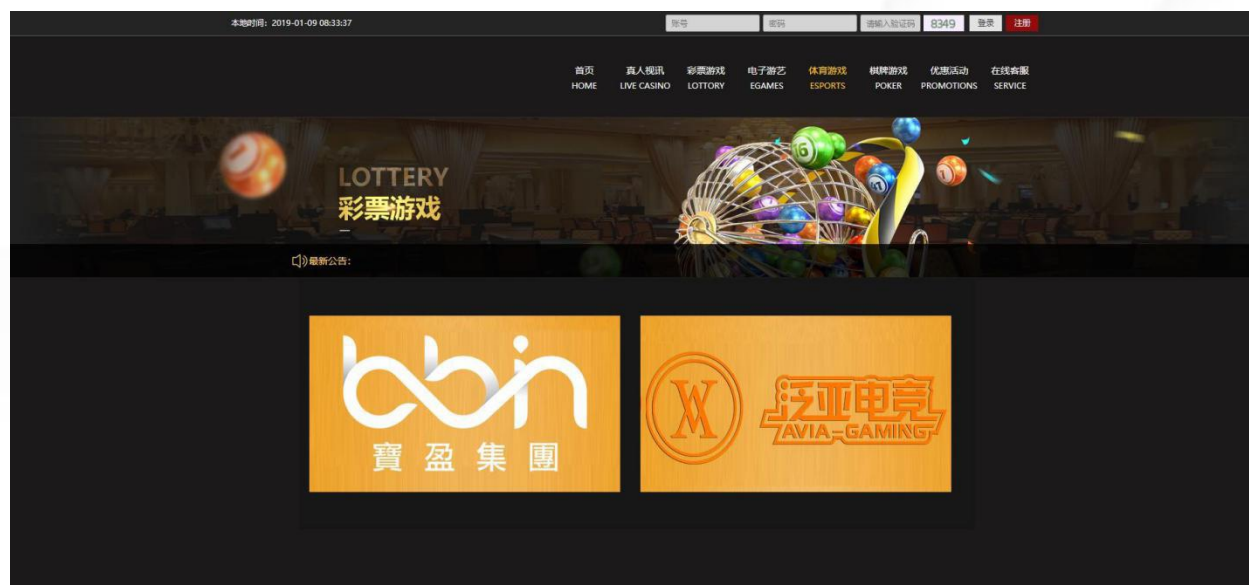 本地时间：2019-01-09 08:33:37 账号 密码 请输入验证码 8349 登录 注册
首页 真人视讯 彩票游戏 电子游艺 体育游戏 棋牌游戏 优惠活动 在线客服
HOME LIVE CASINO LOTTORY EGAMES ESPORTS POKER PROMOTIONS SERVICE
LOTTERY
彩票游戏
16
最新公告：
bbin
寶盈集團
泛亚电竞
AVIA-GAMING